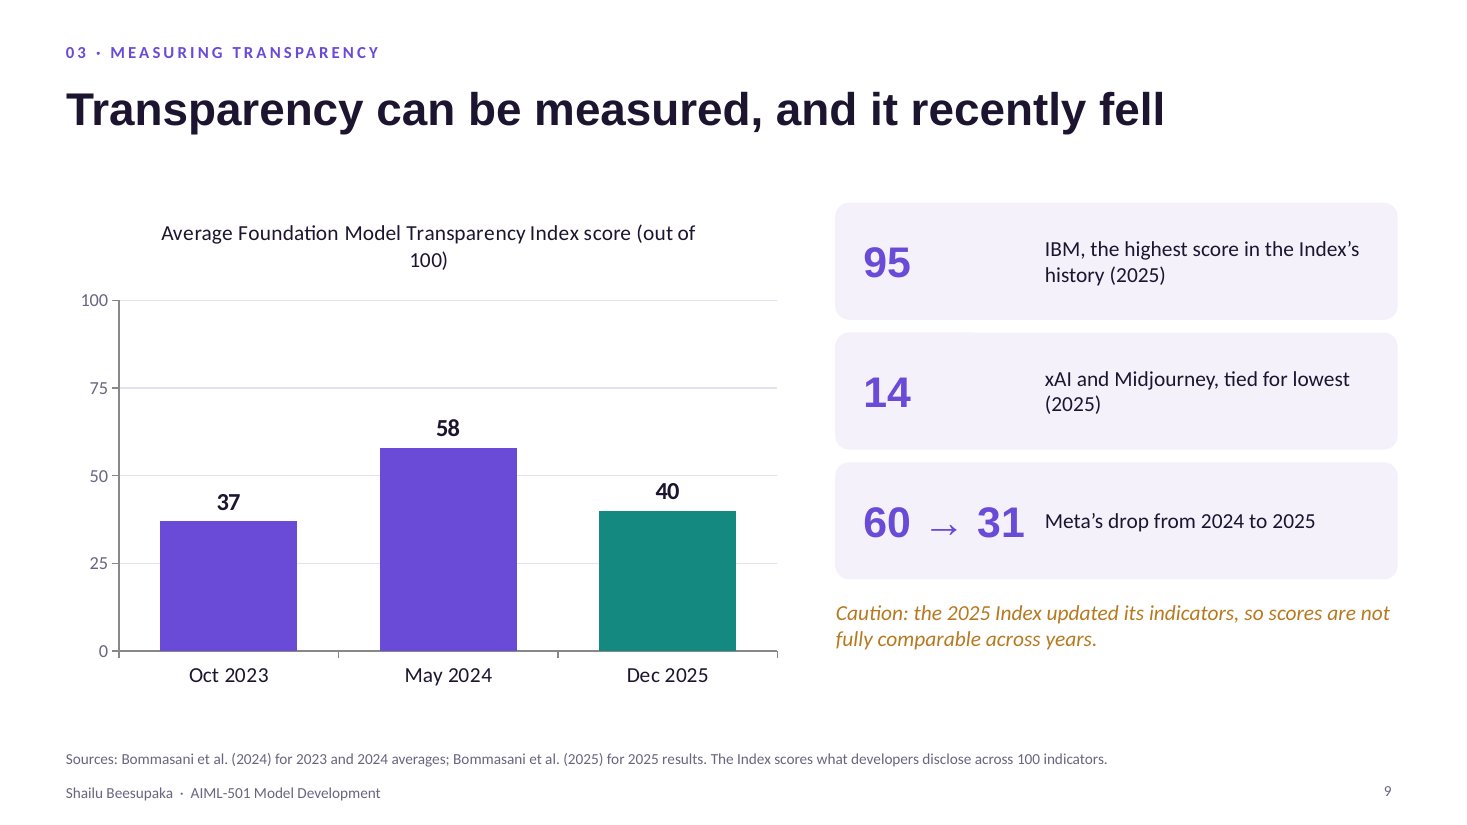 03 · MEASURING TRANSPARENCY
Transparency can be measured, and it recently fell
Average Foundation Model Transparency Index score (out of
100)
100
75
50
25
0
37
58
40
Oct 2023
May 2024
Dec 2025
95
IBM, the highest score in the Index’s
history (2025)
14
xAI and Midjourney, tied for lowest
(2025)
60 → 31
Meta’s drop from 2024 to 2025
Caution: the 2025 Index updated its indicators, so scores are not
fully comparable across years.
Sources: Bommasani et al. (2024) for 2023 and 2024 averages; Bommasani et al. (2025) for 2025 results. The Index scores what developers disclose across 100 indicators.
Shailu Beesupaka · AIML-501 Model Development
9